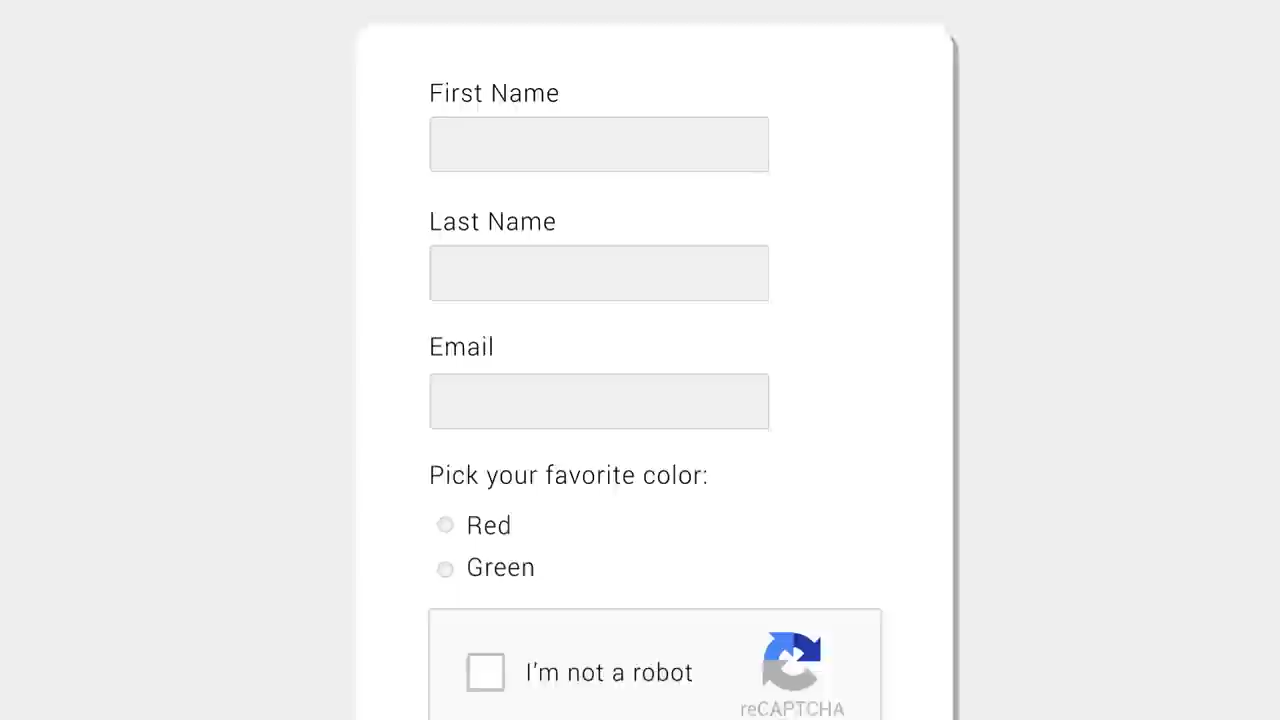 First Name
Last Name
Email
Pick your favorite color:
Red
Green
I'm not a robot
reCAPTCHA